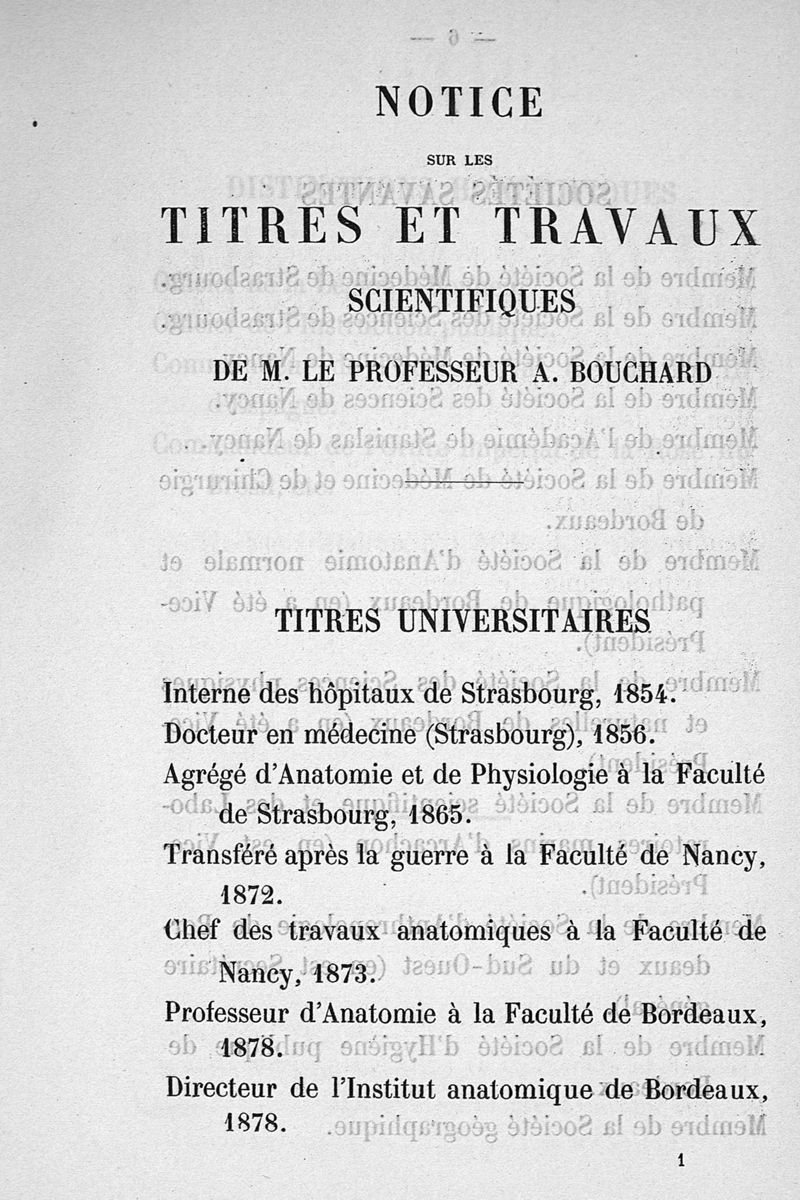 NOTICE
SUR LES
TITRES ET TRAVAUX
SCIENTIFIQUES
DE M. LE PROFESSEUR A. BOUCHARD
TITRES UNIVERSITAIRES
Interne des hôpitaux de Strasbourg, 1854.
Docteur en médecine (Strasbourg), 1856.
Agrégé d'Anatomie et de Physiologie à la Faculté
de Strasbourg, 1865.
Transféré après la guerre à la Faculté de Nancy,
1872.
Chef des travaux anatomiques à la Faculté de
Nancy, 1873.
Professeur d'Anatomie à la Faculté de Bordeaux,
1878.
Directeur de l'Institut anatomique de Bordeaux,
1878.
1